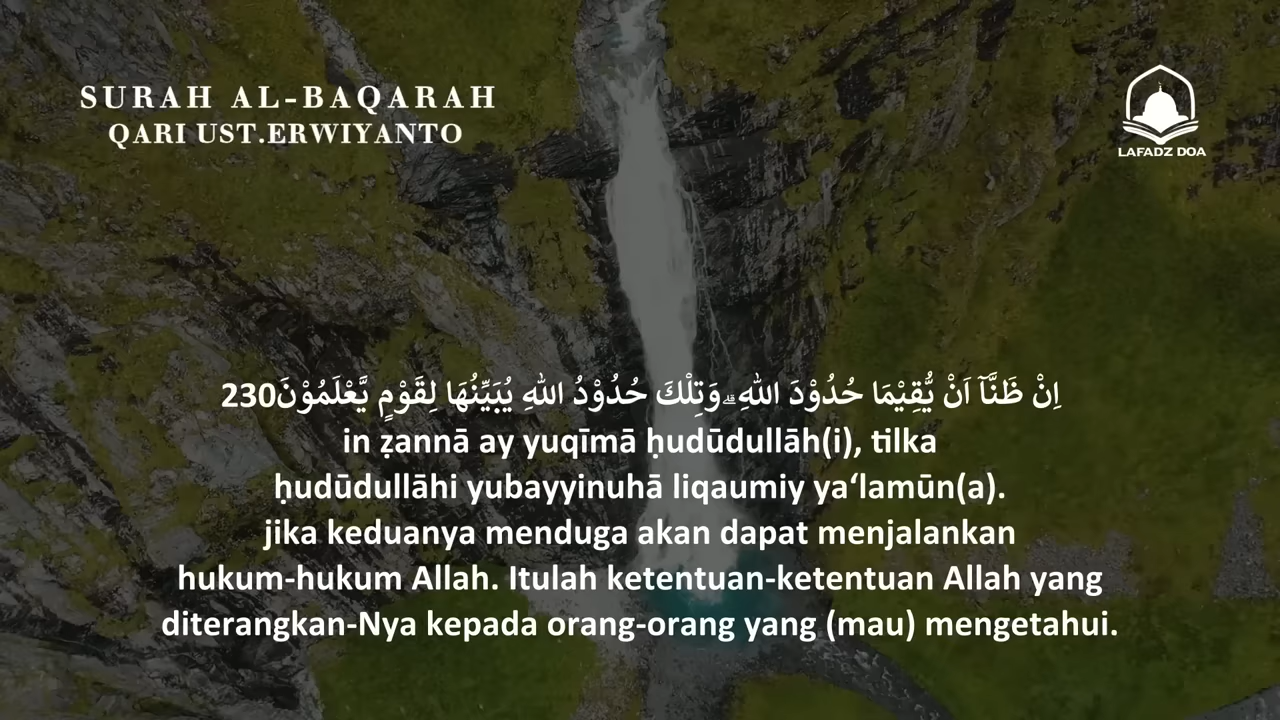 SURAH AL-BAQARAH
QARI UST.ERWIYANTO
LAFADZ DOA
اِنْ ظَنَّآ اَنْ يُّقِيْمَا حُدُوْدَ اللّٰهِ ۗوَتِلْكَ حُدُوْدُ اللّٰهِ يُبَيِّنُهَا لِقَوْمٍ يَّعْلَمُوْنَ230
in ẓannā ay yuqīmā ḥudūdullāh(i), tilka
ḥudūdullāhi yubayyinuhā liqaumiy ya‘lamūn(a).
jika keduanya menduga akan dapat menjalankan
hukum-hukum Allah. Itulah ketentuan-ketentuan Allah yang
diterangkan-Nya kepada orang-orang yang (mau) mengetahui.